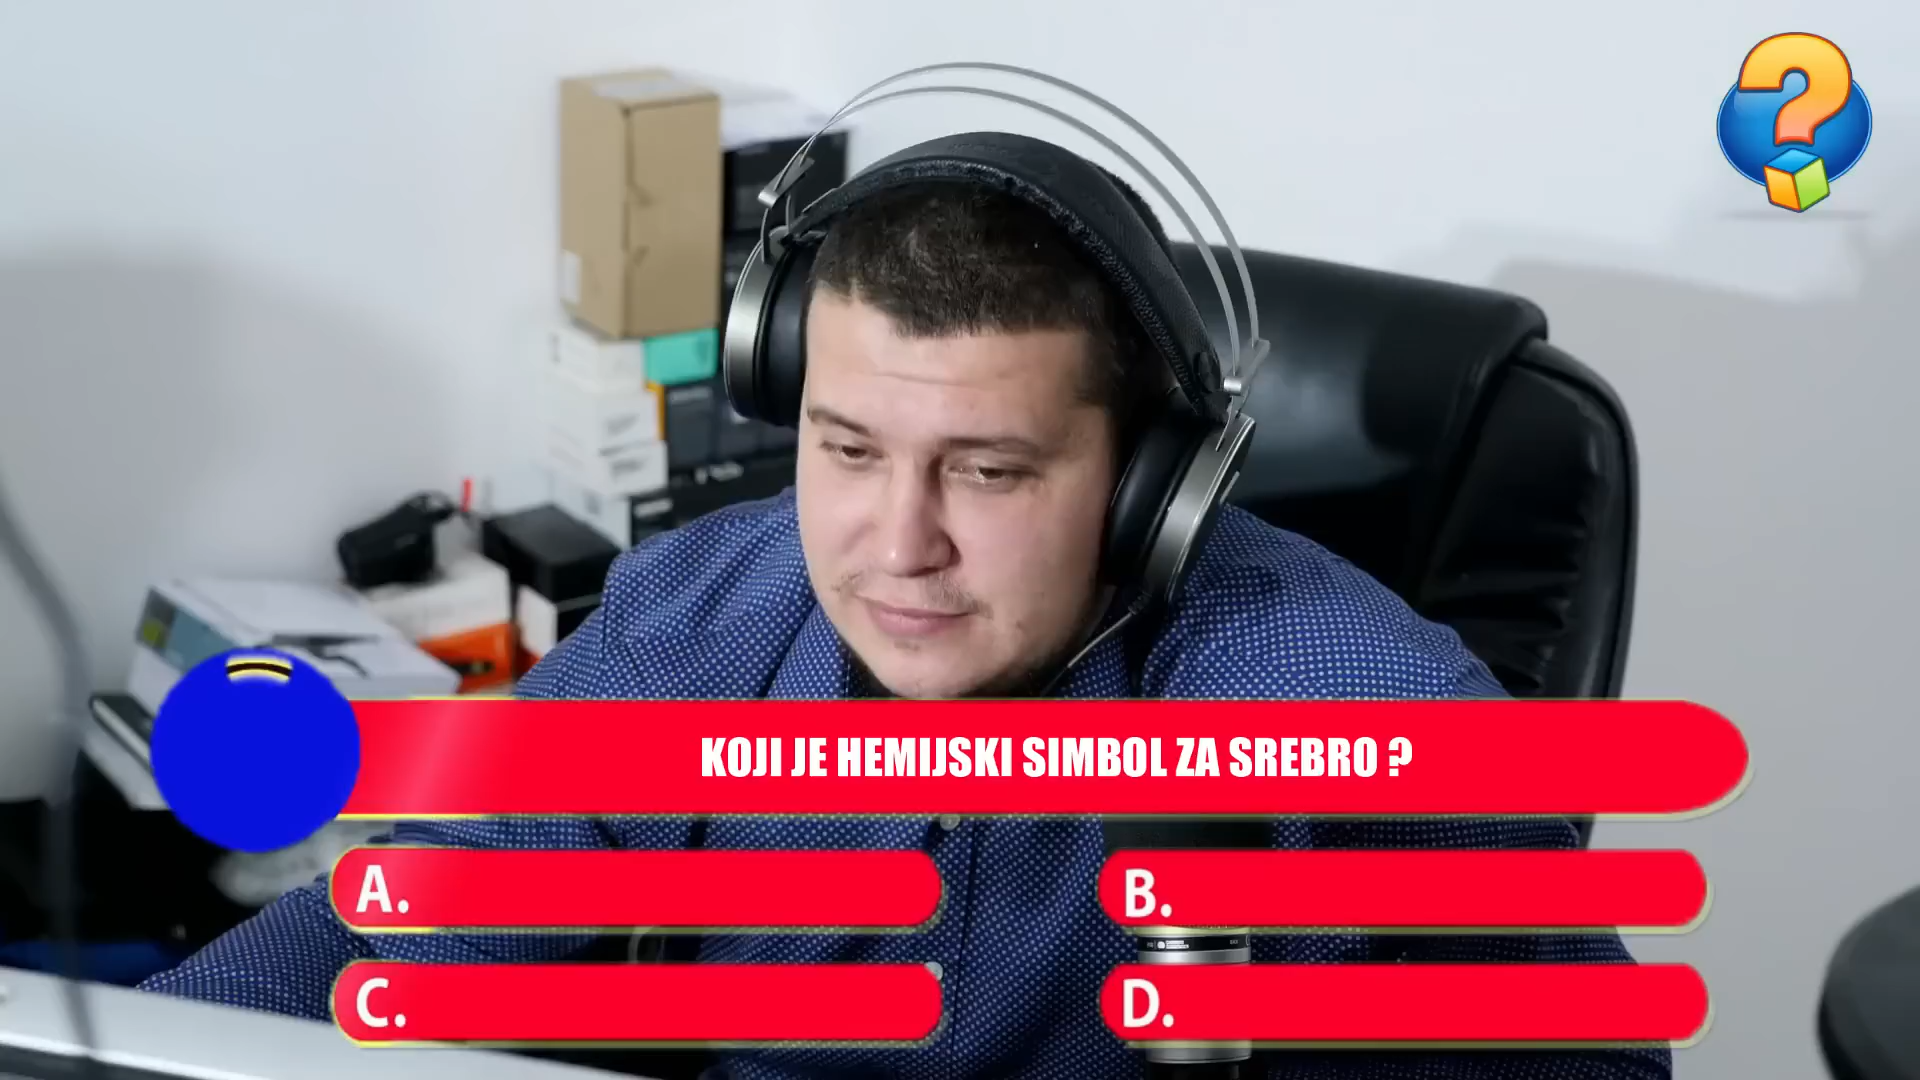 KOJI JE HEMIJSKI SIMBOL ZA SREBRO ?
A.
B.
C.
D.